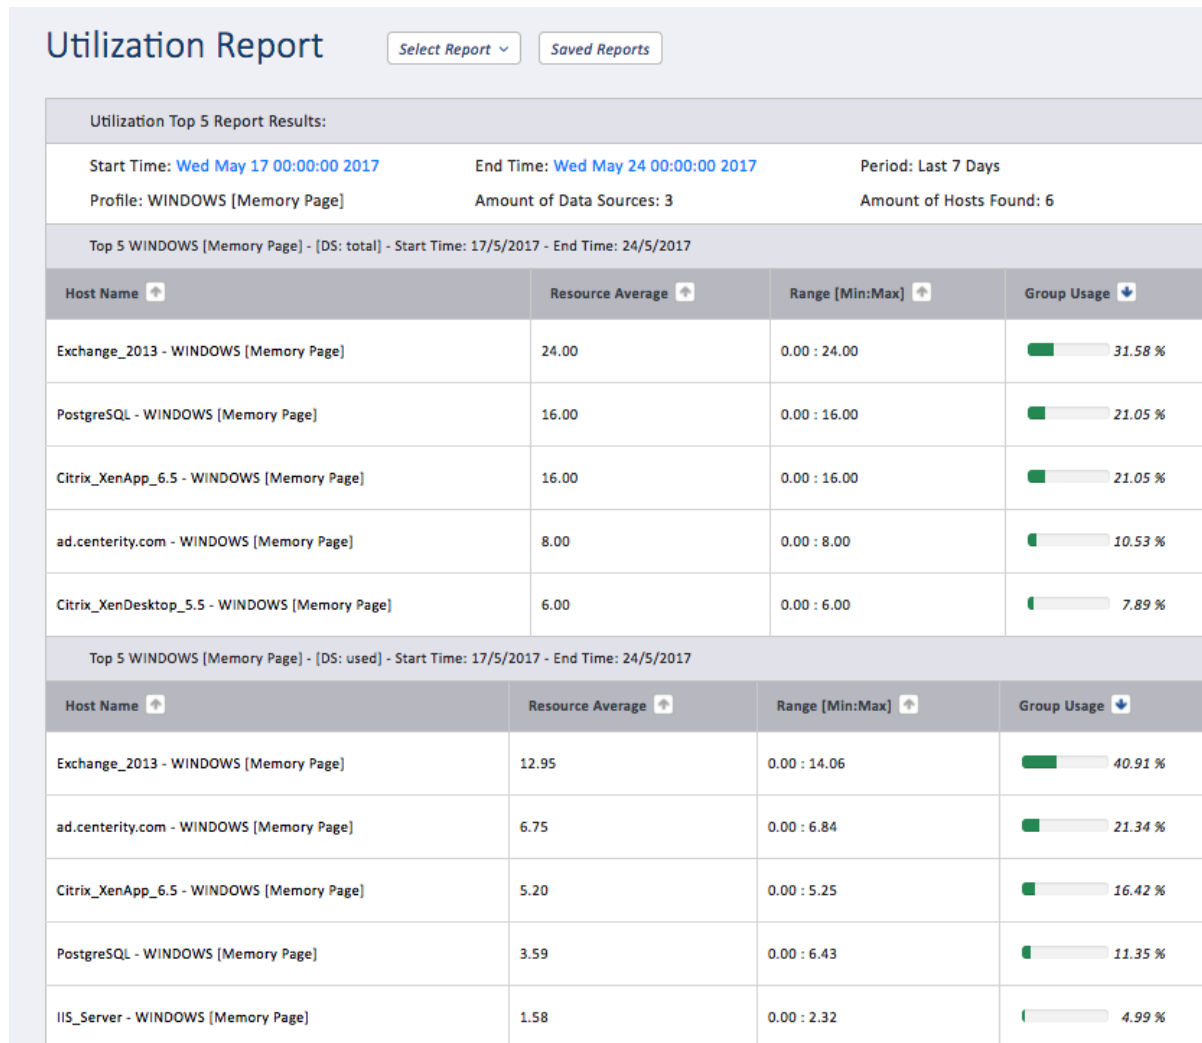 Utilization Report Select Report Saved Reports
Utilization Top 5 Report Results:
Start Time: Wed May 17 00:00:00 2017 End Time: Wed May 24 00:00:00 2017 Period: Last 7 Days
Profile: WINDOWS [Memory Page] Amount of Data Sources: 3 Amount of Hosts Found: 6
Top 5 WINDOWS [Memory Page] - [DS: total] - Start Time: 17/5/2017 - End Time: 24/5/2017
Host Name Resource Average Range [Min:Max] Group Usage
Exchange_2013 - WINDOWS [Memory Page] 24.00 0.00 : 24.00 31.58 %
PostgreSQL - WINDOWS [Memory Page] 16.00 0.00 : 16.00 21.05 %
Citrix_XenApp_6.5 - WINDOWS [Memory Page] 16.00 0.00 : 16.00 21.05 %
ad.centerity.com - WINDOWS [Memory Page] 8.00 0.00 : 8.00 10.53 %
Citrix_XenDesktop_5.5 - WINDOWS [Memory Page] 6.00 0.00 : 6.00 7.89 %
Top 5 WINDOWS [Memory Page] - [DS: used] - Start Time: 17/5/2017 - End Time: 24/5/2017
Host Name Resource Average Range [Min:Max] Group Usage
Exchange_2013 - WINDOWS [Memory Page] 12.95 0.00 : 14.06 40.91 %
ad.centerity.com - WINDOWS [Memory Page] 6.75 0.00 : 6.84 21.34 %
Citrix_XenApp_6.5 - WINDOWS [Memory Page] 5.20 0.00 : 5.25 16.42 %
PostgreSQL - WINDOWS [Memory Page] 3.59 0.00 : 6.43 11.35 %
IIS_Server - WINDOWS [Memory Page] 1.58 0.00 : 2.32 4.99 %